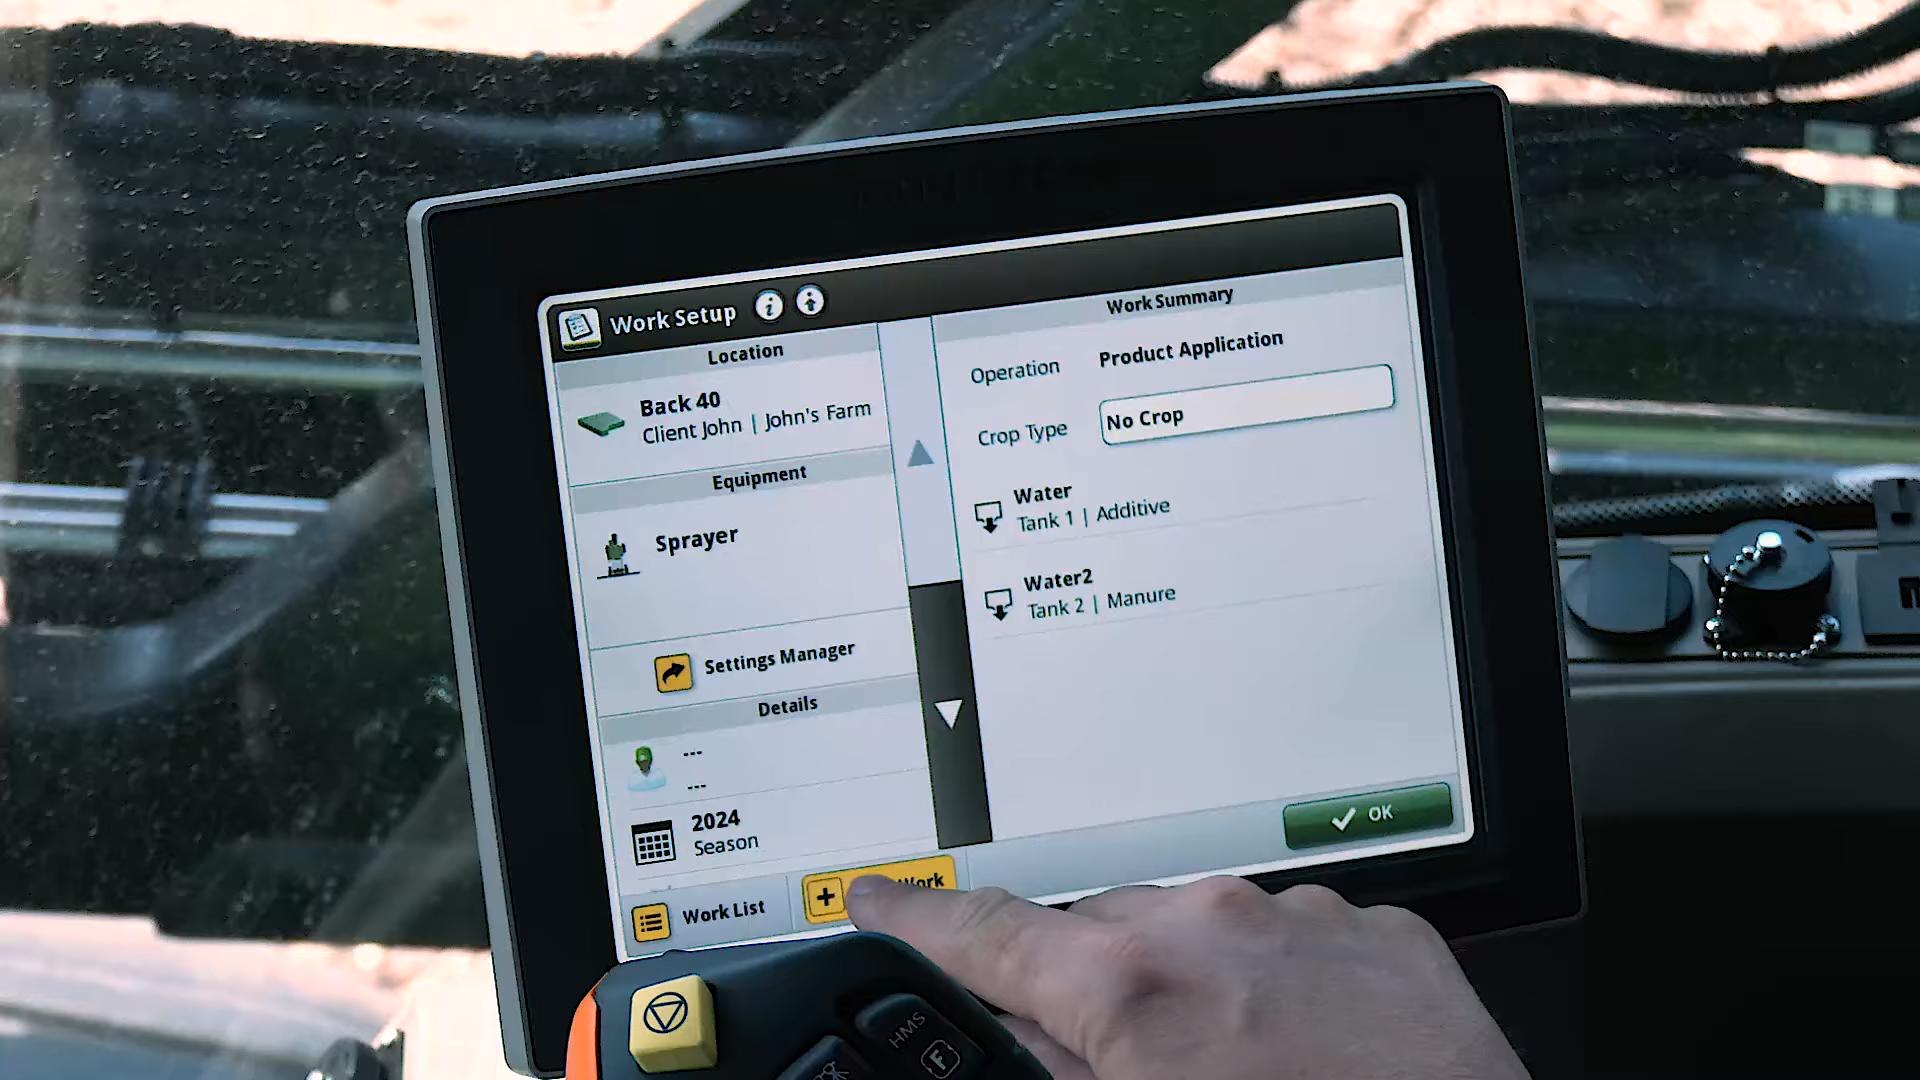 Work Setup
Location
Back 40
Client John | John's Farm
Equipment
Sprayer
Settings Manager
Details
---
---
2024
Season
Work List
Work
Work Summary
Operation
Product Application
Crop Type
No Crop
Water
Tank 1 | Additive
Water2
Tank 2 | Manure
OK
HMS
F